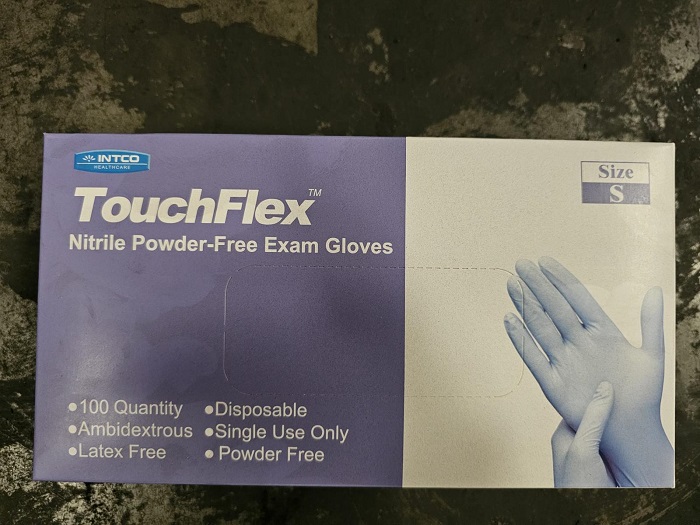 INTCO
HEALTHCARE
TouchFlex™
Nitrile Powder-Free Exam Gloves
Size
S
●100 Quantity ●Disposable
●Ambidextrous ●Single Use Only
●Latex Free ● Powder Free